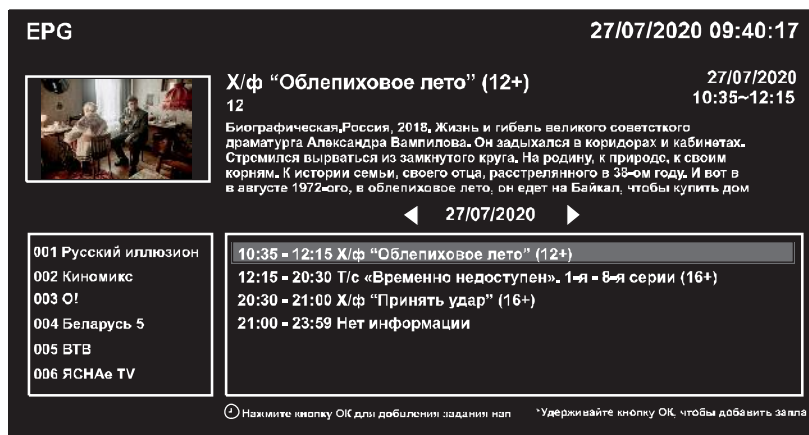 EPG
27/07/2020 09:40:17
Х/ф “Облепиховое лето” (12+)
27/07/2020
12
10:35~12:15
Биографическая,Россия, 2018, Жизнь и гибель великого советсткого
драматурга Александра Вампилова. Он задыхался в коридорах и кабинетах.
Стремился вырваться из замкнутого круга. На родину, к природе, к своим
корням. К истории семьи, своего отца, расстрелянного в 38-ом году. И вот в
в августе 1972-ого, в облепиховое лето, он едет на Байкал, чтобы купить дом
27/07/2020
001 Русский иллюзион
002 Киномикс
003 О!
004 Беларусь 5
005 ВТВ
006 ЯСНАе TV
10:35 - 12:15 Х/ф “Облепиховое лето” (12+)
12:15 - 20:30 Т/с «Временно недоступен». 1-я - 8-я серии (16+)
20:30 - 21:00 Х/ф “Принять удар” (16+)
21:00 - 23:59 Нет информации
Нажмите кнопку ОК для добиления задания нап
*Удерживайте кнопку ОК, чтобы добавить запла